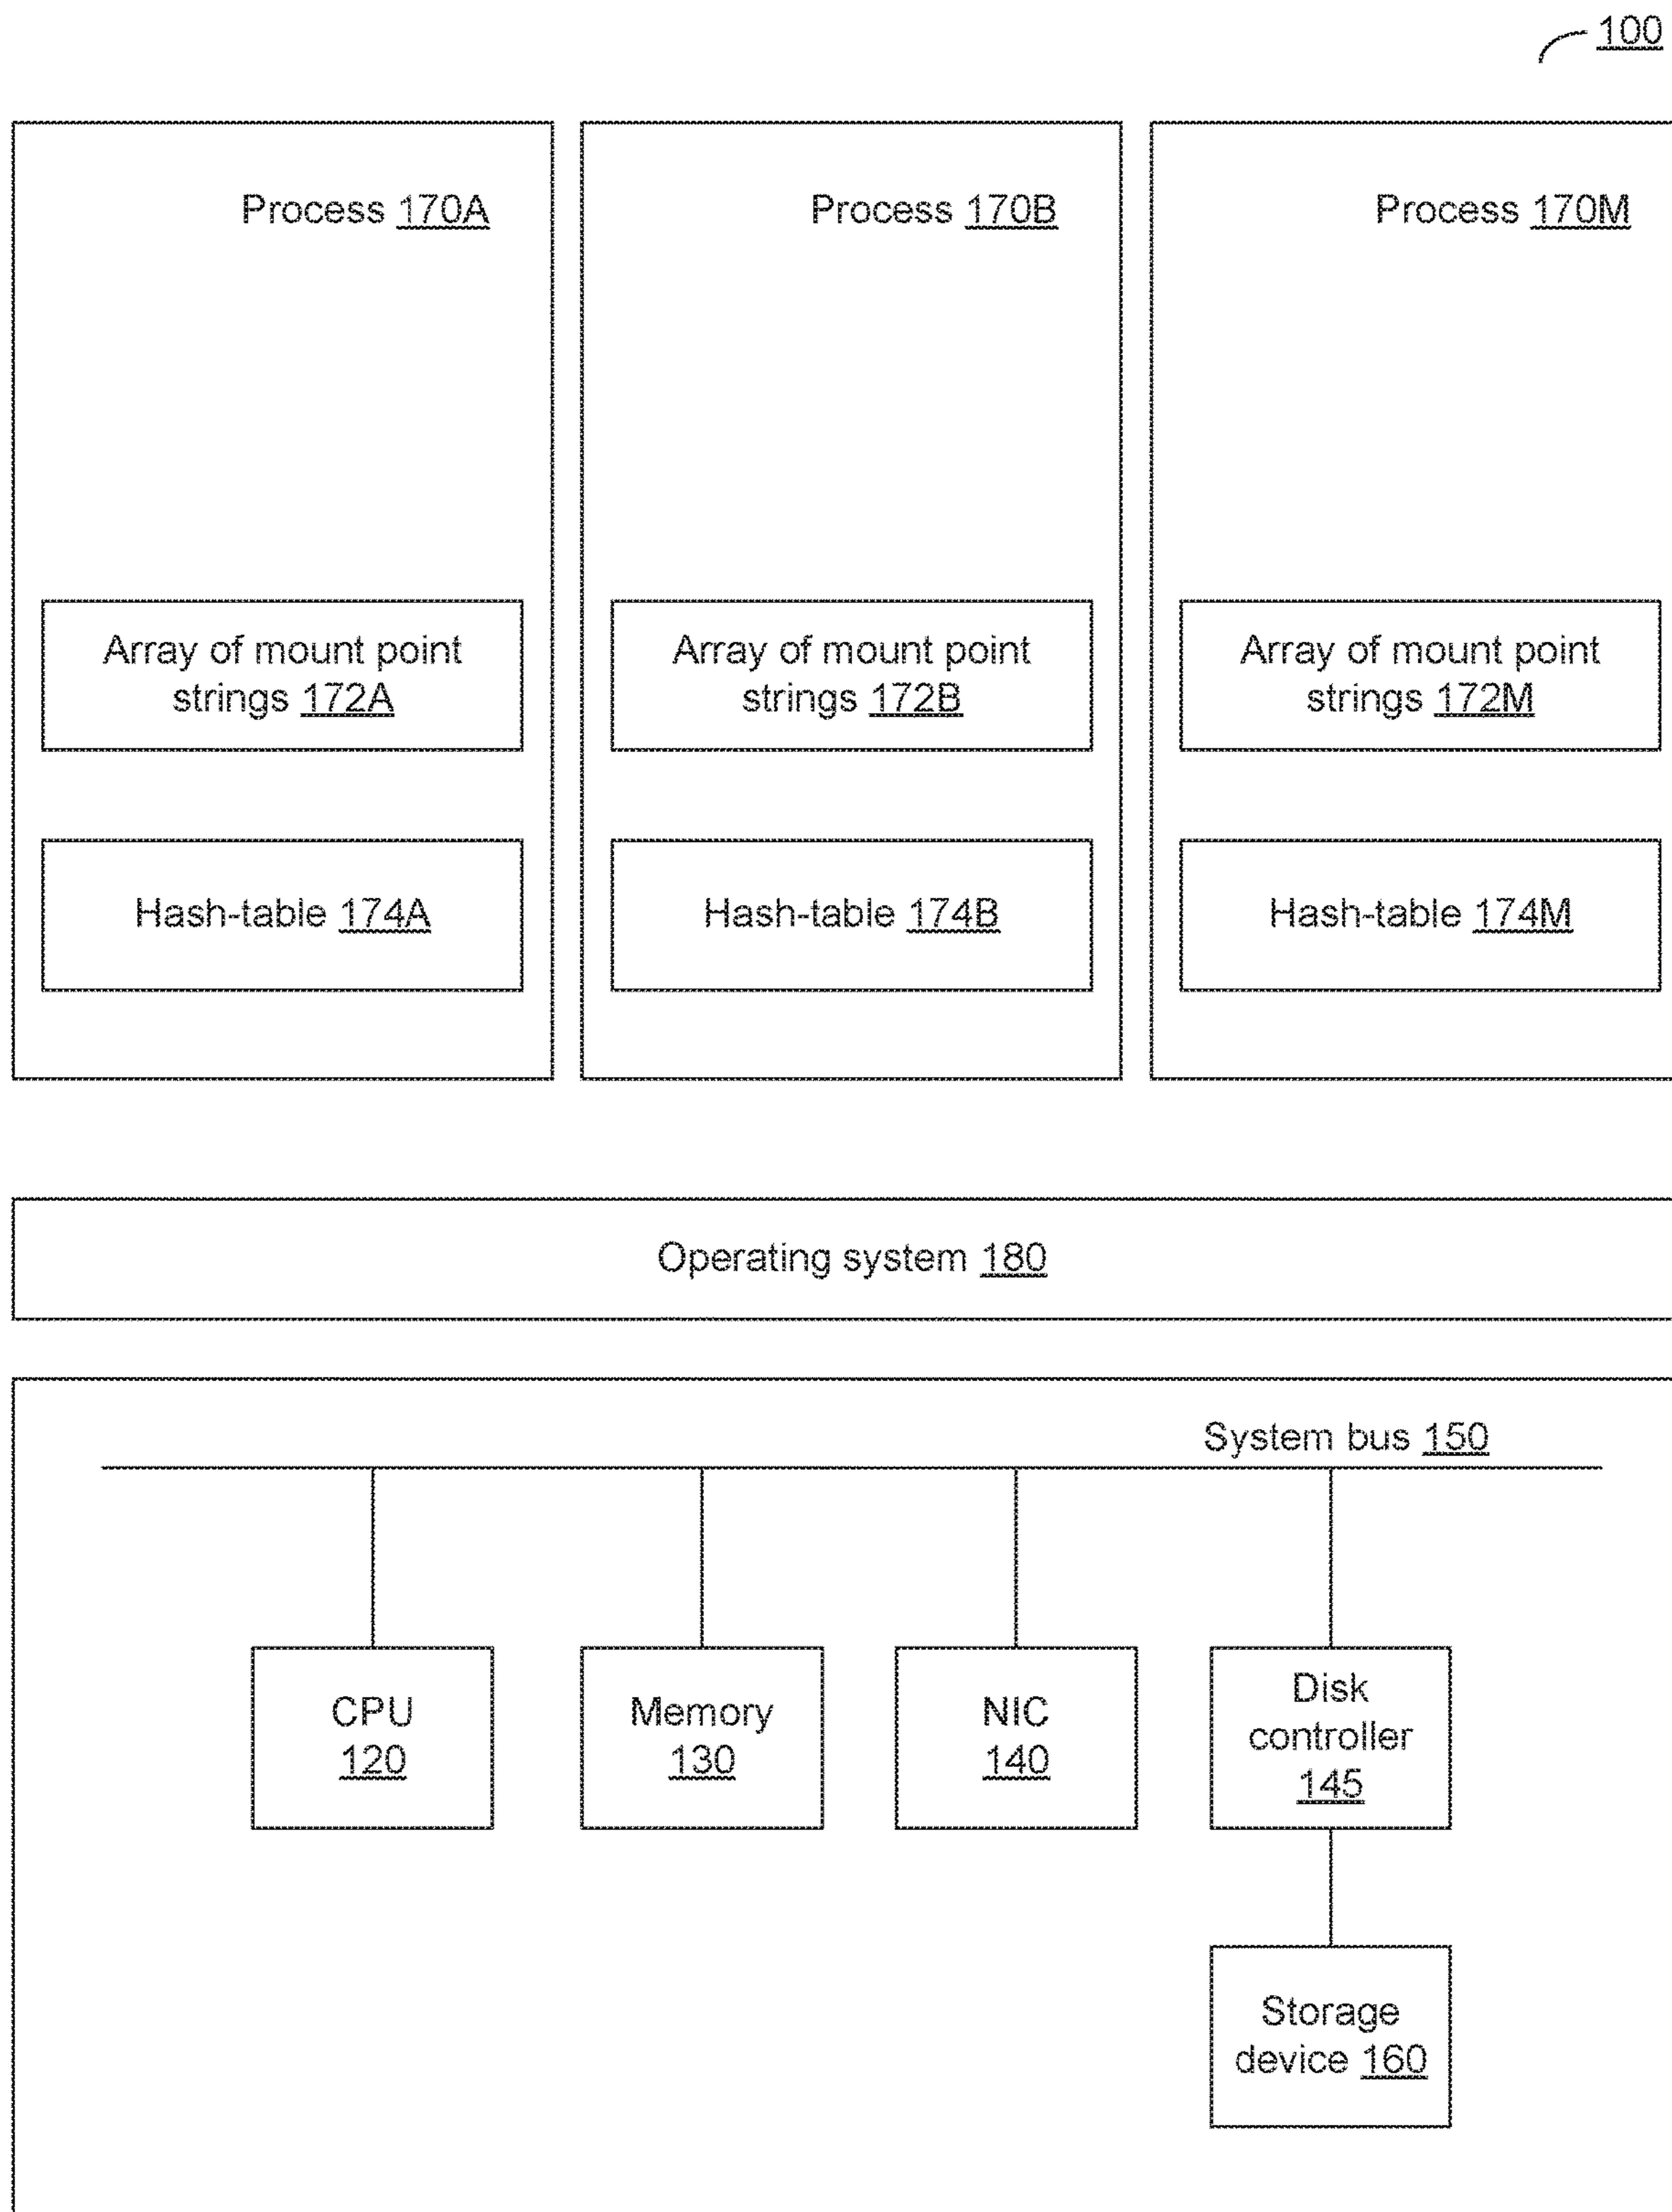 100
Process 170A
Process 170B
Process 170M
Array of mount point
strings 172A
Array of mount point
strings 172B
Array of mount point
strings 172M
Hash-table 174A
Hash-table 174B
Hash-table 174M
Operating system 180
System bus 150
CPU
120
Memory
130
NIC
140
Disk
controller
145
Storage
device 160